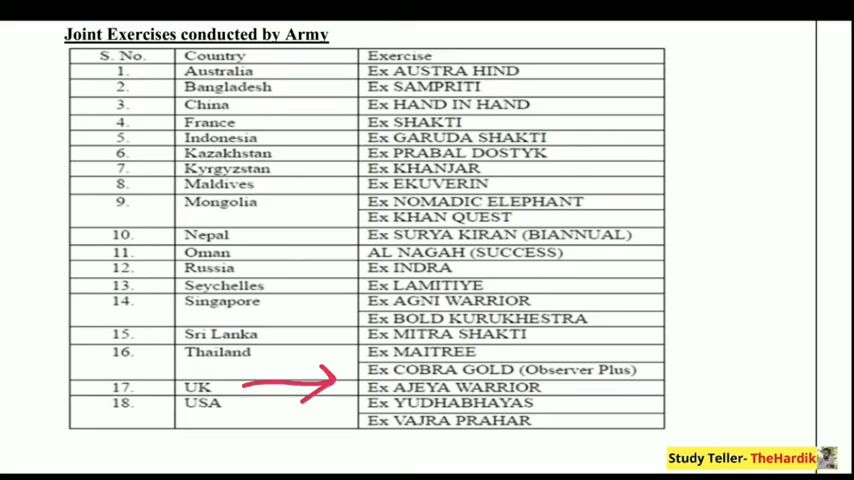 Joint Exercises conducted by Army
S. No. Country Exercise
1. Australia Ex AUSTRA HIND
2. Bangladesh Ex SAMPRITI
3. China Ex HAND IN HAND
4. France Ex SHAKTI
5. Indonesia Ex GARUDA SHAKTI
6. Kazakhstan Ex PRABAL DOSTYK
7. Kyrgyzstan Ex KHANJAR
8. Maldives Ex EKUVERIN
9. Mongolia Ex NOMADIC ELEPHANT
Ex KHAN QUEST
10. Nepal Ex SURYA KIRAN (BIANNUAL)
11. Oman AL NAGAH (SUCCESS)
12. Russia Ex INDRA
13. Seychelles Ex LAMITIYE
14. Singapore Ex AGNI WARRIOR
Ex BOLD KURUKHESTRA
15. Sri Lanka Ex MITRA SHAKTI
16. Thailand Ex MAITREE
Ex COBRA GOLD (Observer Plus)
17. UK Ex AJEYA WARRIOR
18. USA Ex YUDHABHAYAS
Ex VAJRA PRAHAR
Study Teller- TheHardik